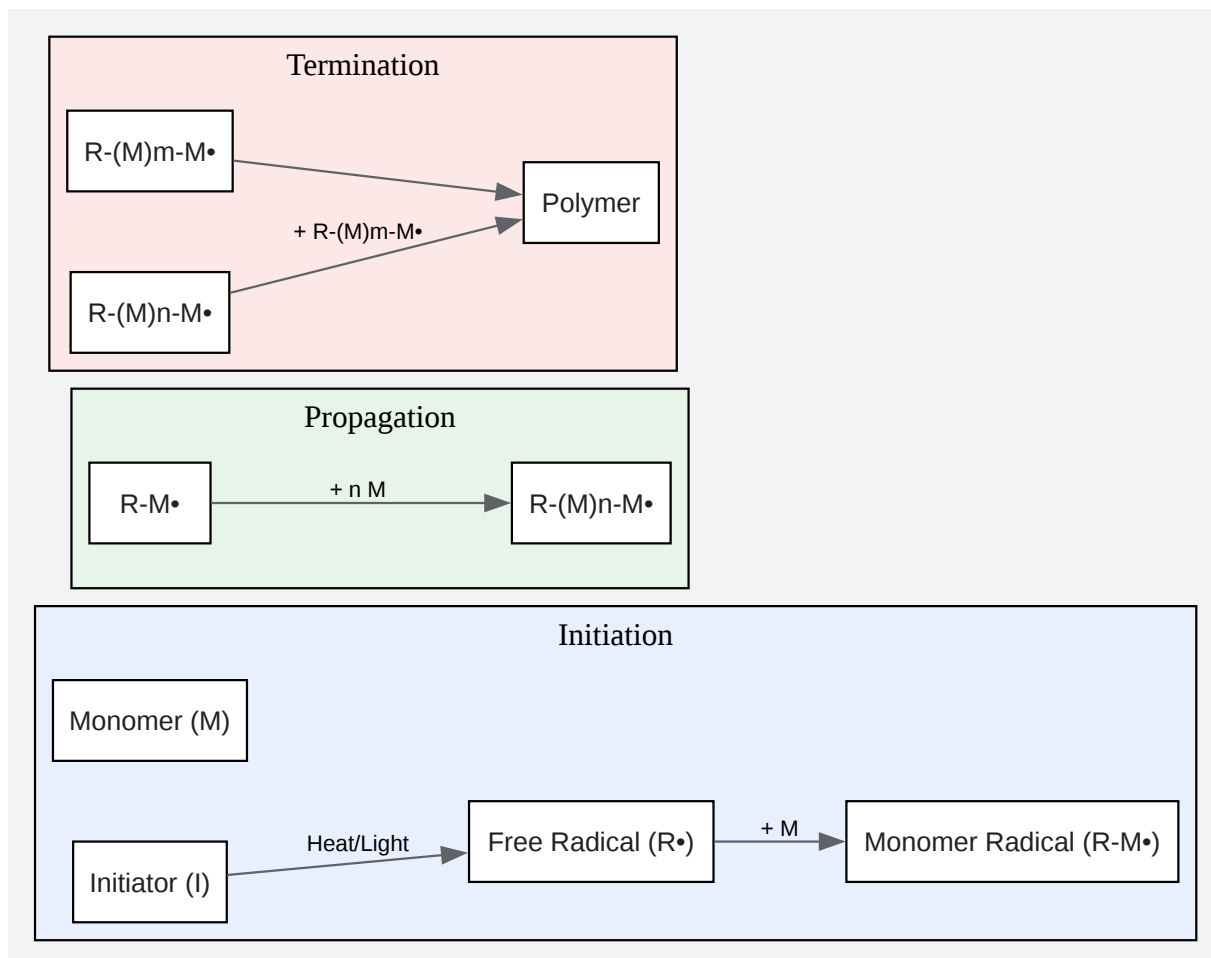 Termination
R-(M)m-M•
Polymer
+ R-(M)m-M•
R-(M)n-M•
Propagation
R-M•
+ n M
R-(M)n-M•
Initiation
Monomer (M)
Initiator (I)
Heat/Light
Free Radical (R•)
+ M
Monomer Radical (R-M•)